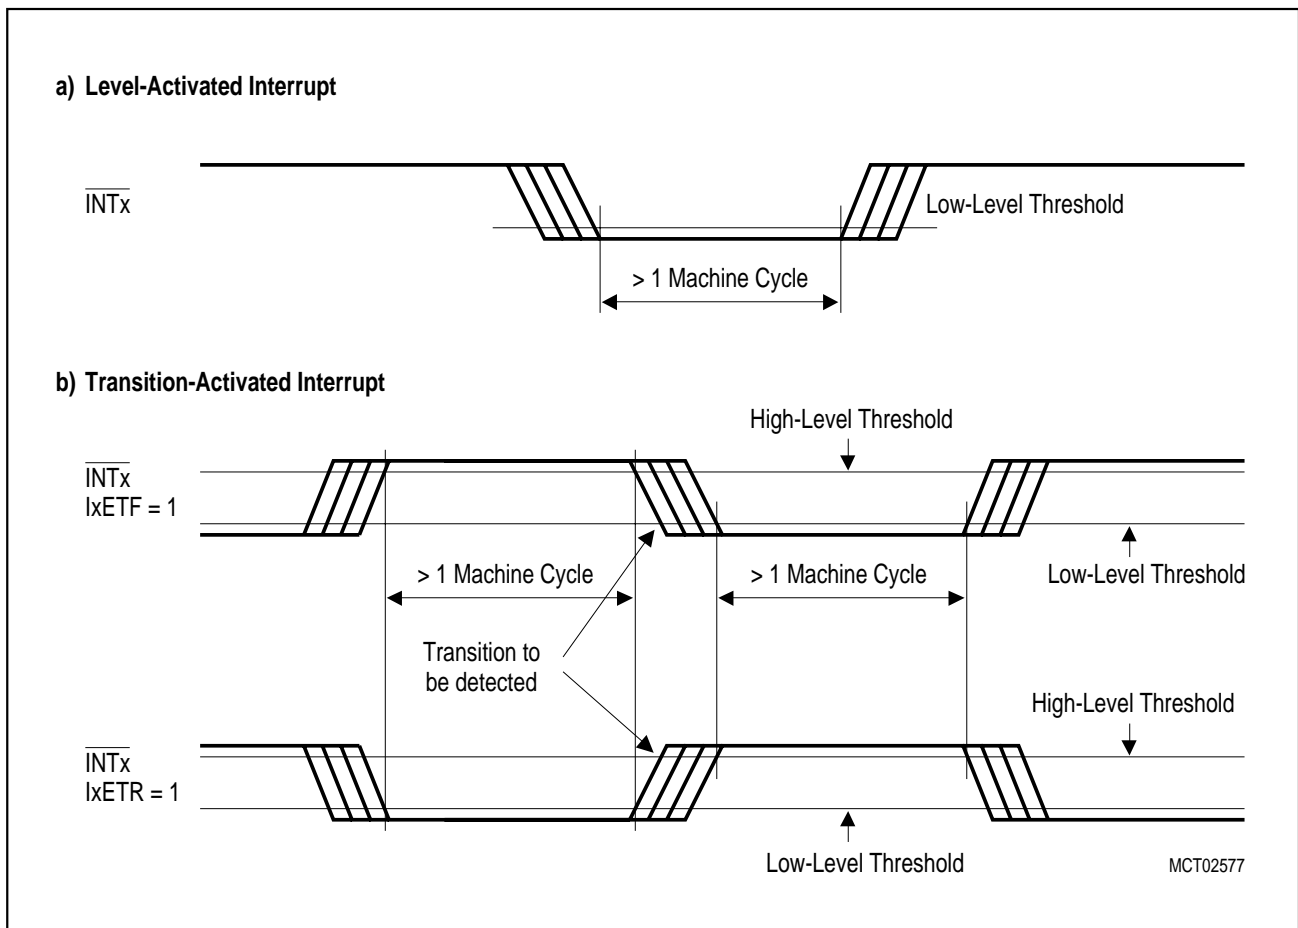 a) Level-Activated Interrupt
INTx
Low-Level Threshold
> 1 Machine Cycle
b) Transition-Activated Interrupt
High-Level Threshold
INTx
IxETF = 1
> 1 Machine Cycle
> 1 Machine Cycle
Low-Level Threshold
Transition to
be detected
High-Level Threshold
INTx
IxETR = 1
Low-Level Threshold
MCT02577